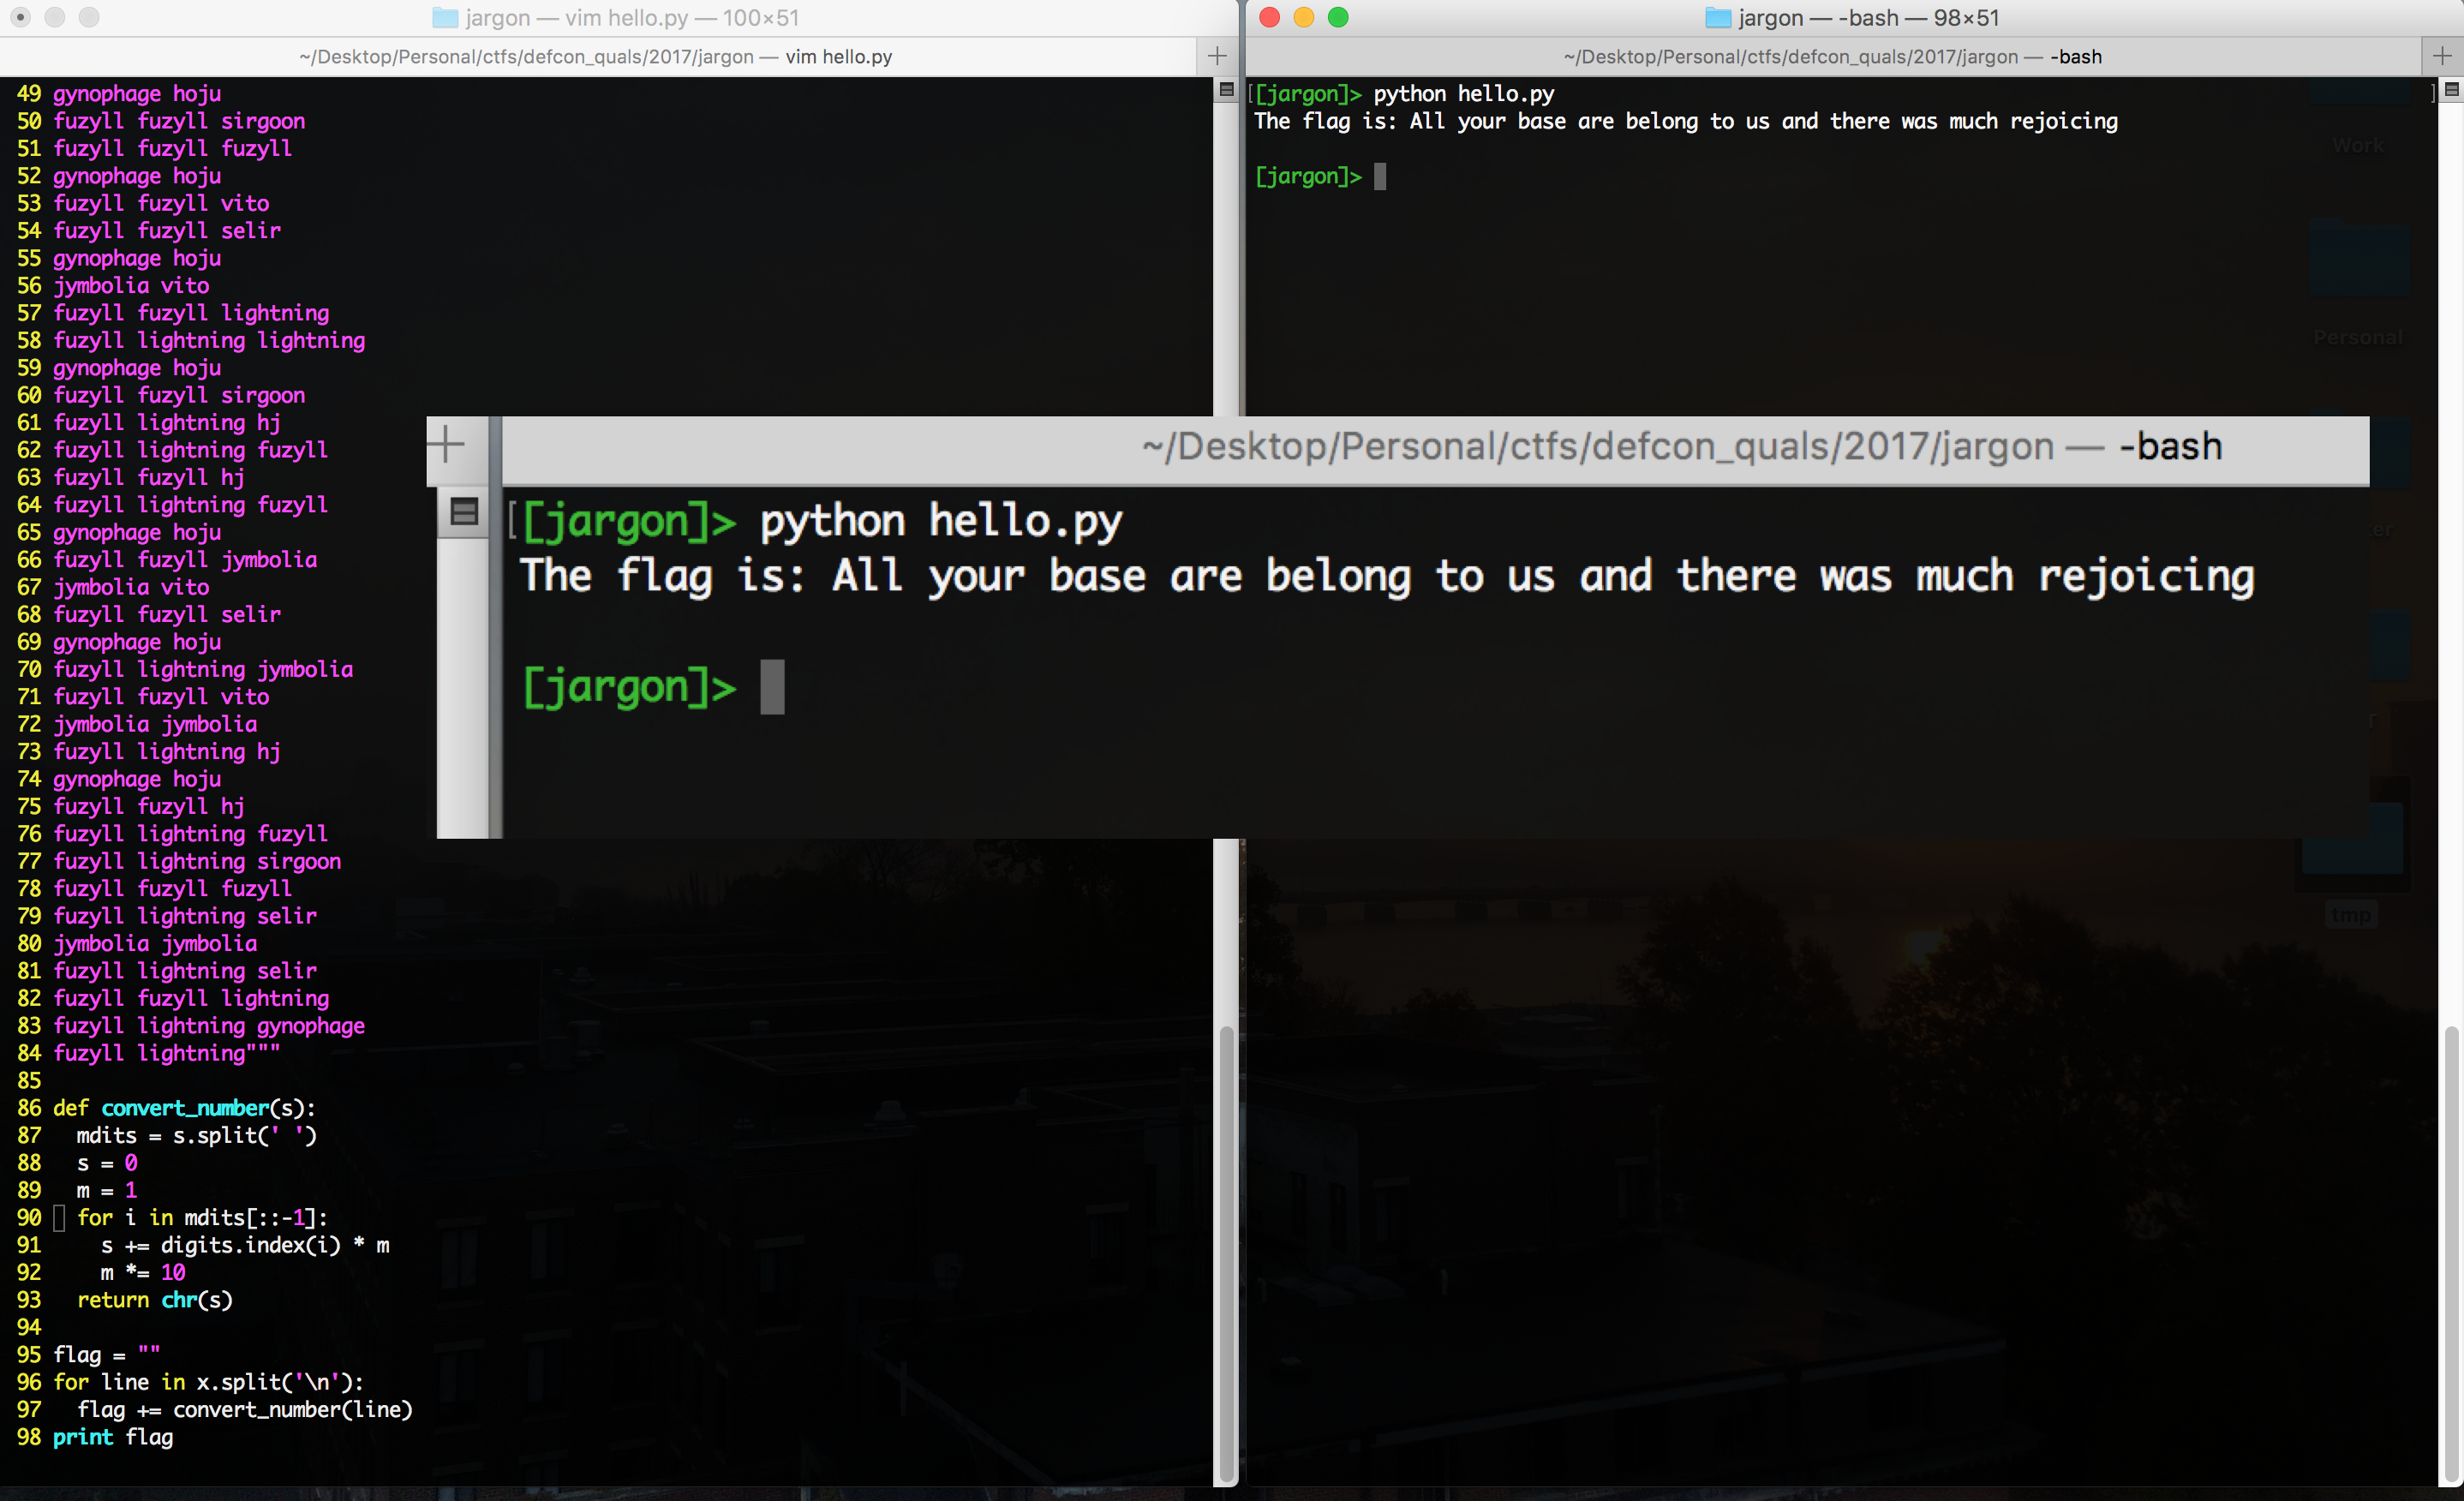 jargon — vim hello.py — 100×51
~/Desktop/Personal/ctfs/defcon_quals/2017/jargon — vim hello.py
49 gynophage hoju
50 fuzyll fuzyll sirgoon
51 fuzyll fuzyll fuzyll
52 gynophage hoju
53 fuzyll fuzyll vito
54 fuzyll fuzyll selir
55 gynophage hoju
56 jymbolia vito
57 fuzyll fuzyll lightning
58 fuzyll lightning lightning
59 gynophage hoju
60 fuzyll fuzyll sirgoon
61 fuzyll lightning hj
62 fuzyll lightning fuzyll
63 fuzyll fuzyll hj
64 fuzyll lightning fuzyll
65 gynophage hoju
66 fuzyll fuzyll jymbolia
67 jymbolia vito
68 fuzyll fuzyll selir
69 gynophage hoju
70 fuzyll lightning jymbolia
71 fuzyll fuzyll vito
72 jymbolia jymbolia
73 fuzyll lightning hj
74 gynophage hoju
75 fuzyll fuzyll hj
76 fuzyll lightning fuzyll
77 fuzyll lightning sirgoon
78 fuzyll fuzyll fuzyll
79 fuzyll lightning selir
80 jymbolia jymbolia
81 fuzyll lightning selir
82 fuzyll fuzyll lightning
83 fuzyll lightning gynophage
84 fuzyll lightning"""
85
86 def convert_number(s):
87   mdits = s.split(' ')
88   s = 0
89   m = 1
90   for i in mdits[::-1]:
91     s += digits.index(i) * m
92     m *= 10
93   return chr(s)
94
95 flag = ""
96 for line in x.split('\n'):
97   flag += convert_number(line)
98 print flag
jargon — -bash — 98×51
~/Desktop/Personal/ctfs/defcon_quals/2017/jargon — -bash
[[jargon]> python hello.py ]
The flag is: All your base are belong to us and there was much rejoicing
[jargon]>
Work
Personal
tmp
~/Desktop/Personal/ctfs/defcon_quals/2017/jargon — -bash
[[jargon]> python hello.py
The flag is: All your base are belong to us and there was much rejoicing
[jargon]>